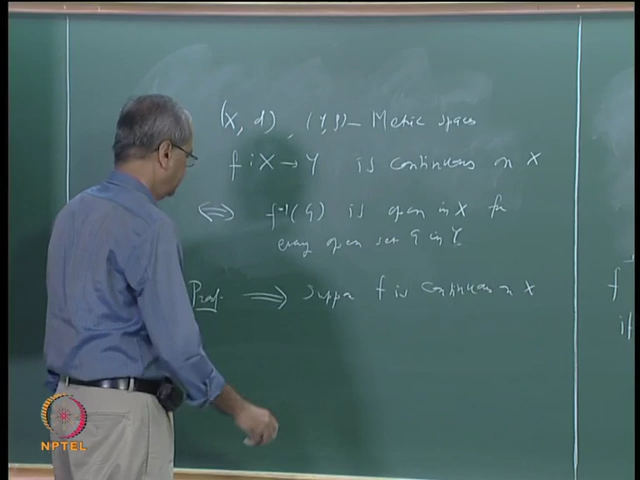 (X, d), (Y, ρ) – Metric spaces
f : X → Y is continuous on X
⇔ f⁻¹(G) is open in X for
every open set G in Y
Proof. ⇒ Suppose f is continuous on X
f
if
NPTEL